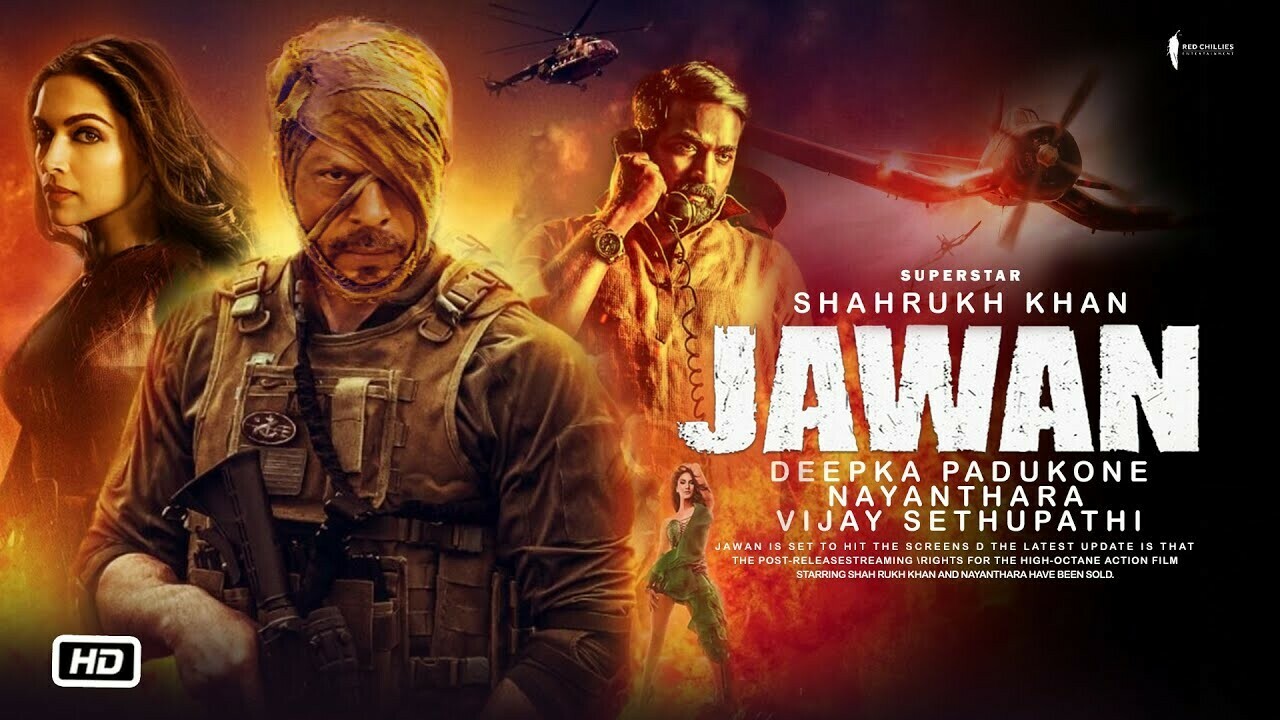 RED CHILLIES
ENTERTAINMENT
SUPERSTAR
SHAHRUKH KHAN
JAWAN
DEEPKA PADUKONE
NAYANTHARA
VIJAY SETHUPATHI
JAWAN IS SET TO HIT THE SCREENS D THE LATEST UPDATE IS THAT
THE POST-RELEASESTREAMING \RIGHTS FOR THE HIGH-OCTANE ACTION FILM
STARRING SHAH RUKH KHAN AND NAYANTHARA HAVE BEEN SOLD.
HD